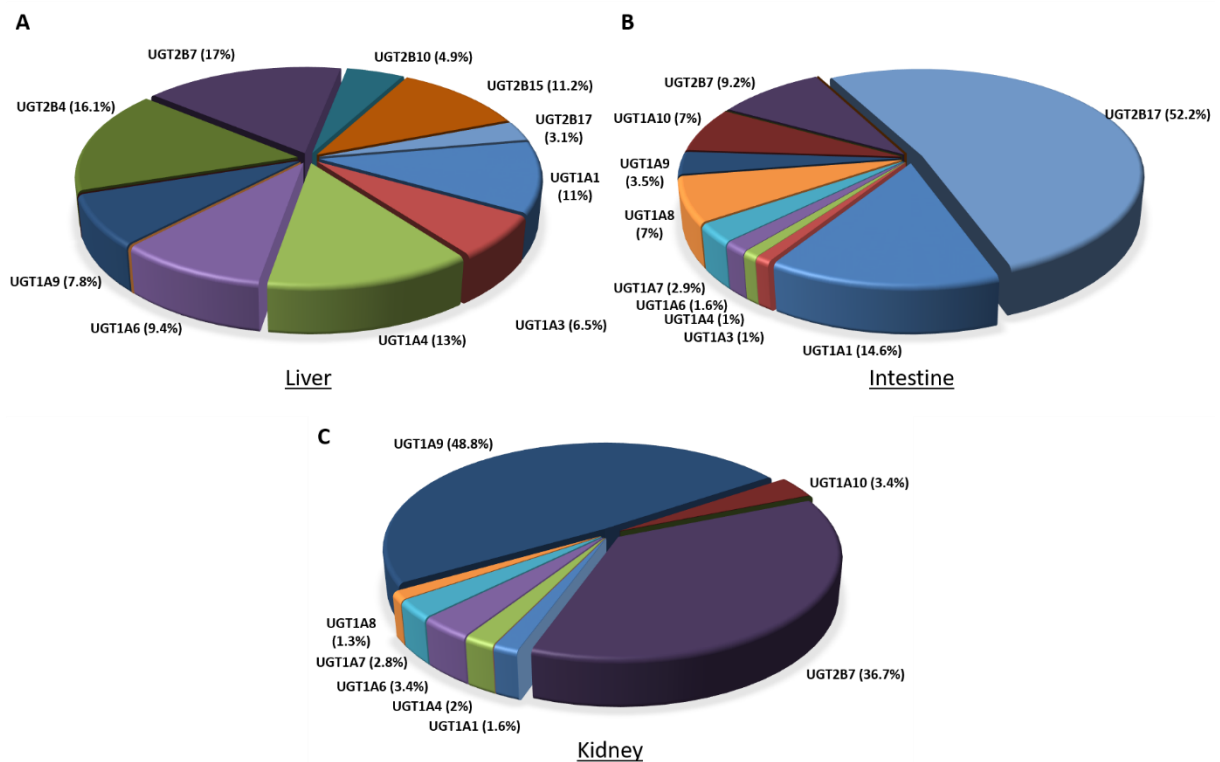 A
UGT2B7 (17%)
UGT2B10 (4.9%)
UGT2B15 (11.2%)
UGT2B17
(3.1%)
UGT1A1
(11%)
UGT1A3 (6.5%)
UGT1A4 (13%)
UGT1A6 (9.4%)
UGT1A9 (7.8%)
UGT2B4 (16.1%)
Liver
B
UGT2B7 (9.2%)
UGT2B17 (52.2%)
UGT1A10 (7%)
UGT1A9
(3.5%)
UGT1A8
(7%)
UGT1A7 (2.9%)
UGT1A6 (1.6%)
UGT1A4 (1%)
UGT1A3 (1%)
UGT1A1 (14.6%)
Intestine
C
UGT1A9 (48.8%)
UGT1A10 (3.4%)
UGT2B7 (36.7%)
UGT1A8
(1.3%)
UGT1A7 (2.8%)
UGT1A6 (3.4%)
UGT1A4 (2%)
UGT1A1 (1.6%)
Kidney